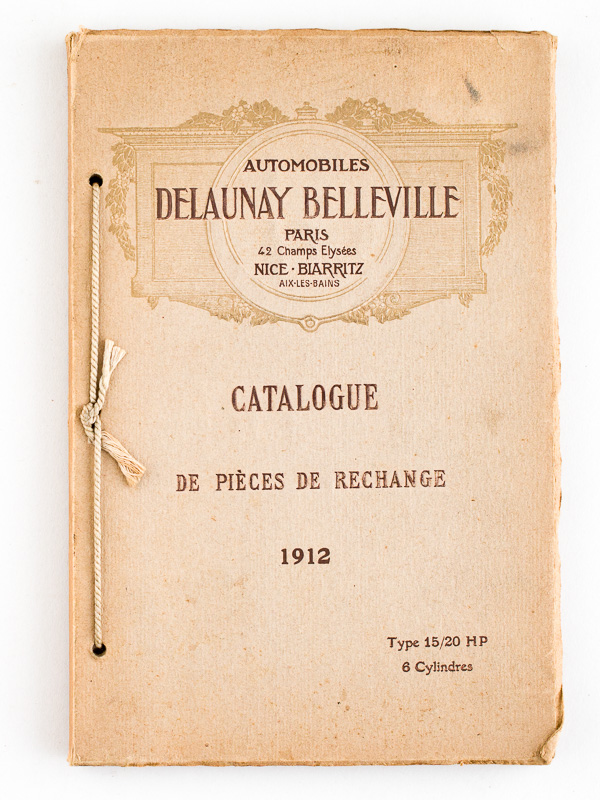 AUTOMOBILES
DELAUNAY BELLEVILLE
PARIS
42 Champs Elysées
NICE · BIARRITZ
AIX-LES-BAINS
CATALOGUE
DE PIÈCES DE RECHANGE
1912
Type 15/20 HP
6 Cylindres